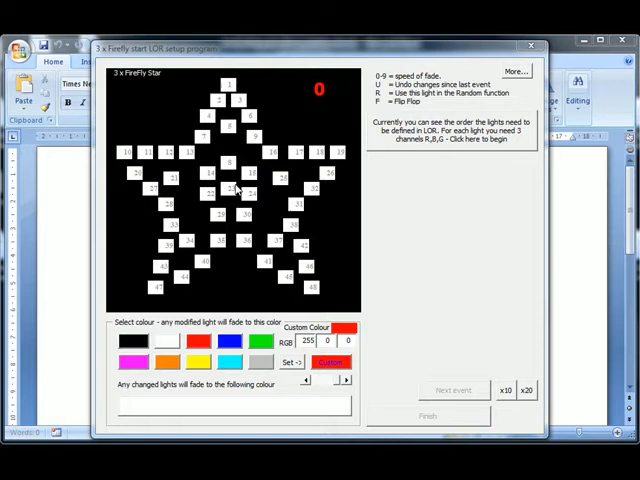 3 x Firefly start LOR setup program
Home
Times New
Paste
B I
Clipboard
Editing
3 x FireFly Star
0
1
2 3
4 6
5
7 9
10 11 12 13 16 17 18 19
8
20 21 14 15 25 26
27 22 23 24 32
28 31
29 30
33 38
39 34 35 36 37 42
43 40 41 46
44 45
47 48
0-9 = speed of fade.
U = Undo changes since last event
R = Use this light in the Random function
F = Flip Flop
More...
Currently you can see the order the lights need to
be defined in LOR. For each light you need 3
channels R,B,G - Click here to begin
Select colour - any modified light will fade to this color
Custom Colour
RGB 255 0 0
Set -> Custom
Any changed lights will fade to the following colour
Next event x10 x20
Finish
Words: 0